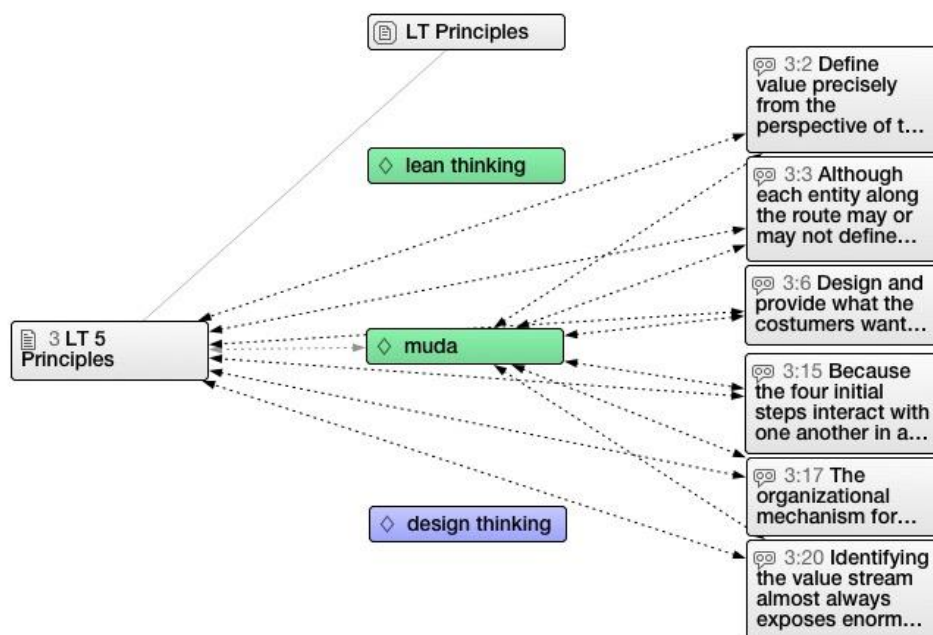 LT Principles
3:2 Define
value precisely
from the
perspective of t...
lean thinking
3:3 Although
each entity along
the route may or
may not define...
3:6 Design and
provide what the
costumers want...
3 LT 5
Principles
muda
3:15 Because
the four initial
steps interact with
one another in a...
3:17 The
organizational
mechanism for...
design thinking
3:20 Identifying
the value stream
almost always
exposes enorm...